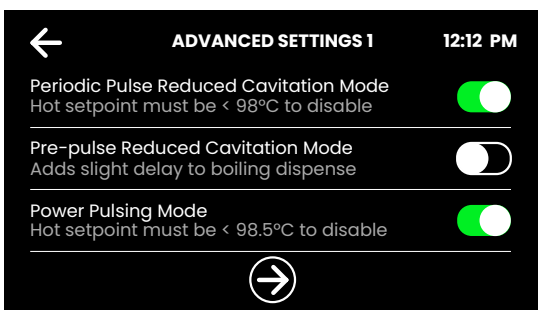 ADVANCED SETTINGS 1
12:12 PM
Periodic Pulse Reduced Cavitation Mode
Hot setpoint must be < 98°C to disable
Pre-pulse Reduced Cavitation Mode
Adds slight delay to boiling dispense
Power Pulsing Mode
Hot setpoint must be < 98.5°C to disable